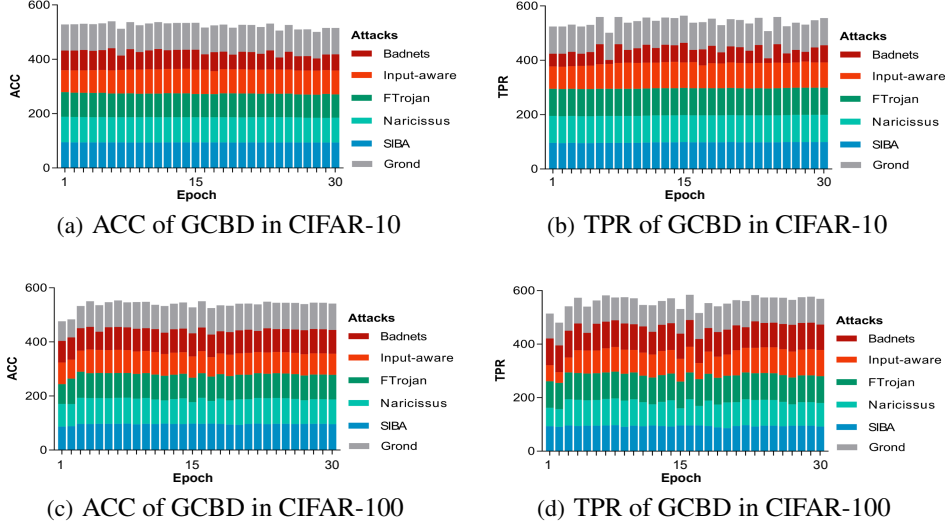 600
400
200
0
ACC
1
15
30
Epoch
Attacks
Badnets
Input-aware
FTrojan
Naricissus
SIBA
Grond
(a) ACC of GCBD in CIFAR-10
600
400
200
0
TPR
1
15
30
Epoch
Attacks
Badnets
Input-aware
FTrojan
Naricissus
SIBA
Grond
(b) TPR of GCBD in CIFAR-10
600
400
200
0
ACC
1
15
30
Epoch
Attacks
Badnets
Input-aware
FTrojan
Naricissus
SIBA
Grond
(c) ACC of GCBD in CIFAR-100
600
400
200
0
TPR
1
15
30
Epoch
Attacks
Badnets
Input-aware
FTrojan
Naricissus
SIBA
Grond
(d) TPR of GCBD in CIFAR-100